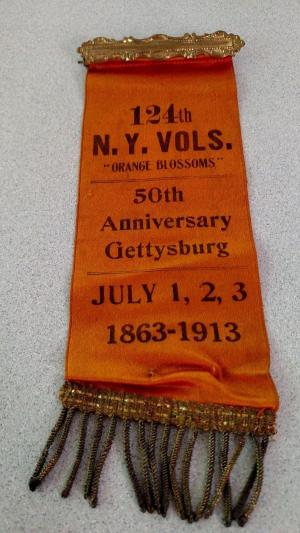 124th
N. Y. VOLS.
"ORANGE BLOSSOMS"
50th
Anniversary
Gettysburg
JULY 1, 2, 3
1863-1913